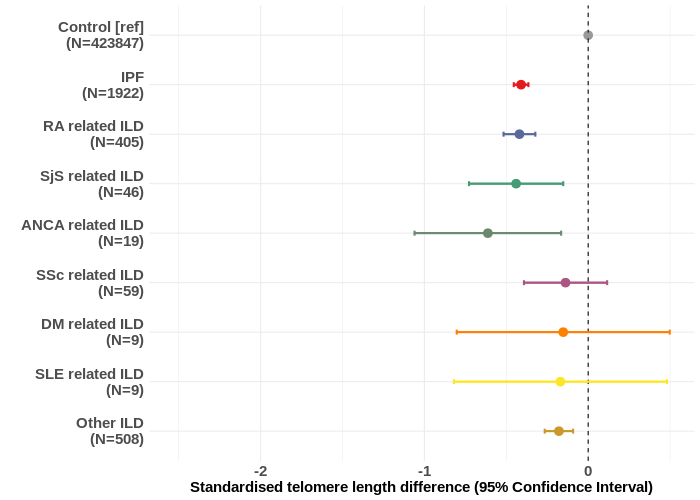 Control [ref]
(N=423847)
IPF
(N=1922)
RA related ILD
(N=405)
SjS related ILD
(N=46)
ANCA related ILD
(N=19)
SSc related ILD
(N=59)
DM related ILD
(N=9)
SLE related ILD
(N=9)
Other ILD
(N=508)
-2 -1 0
Standardised telomere length difference (95% Confidence Interval)